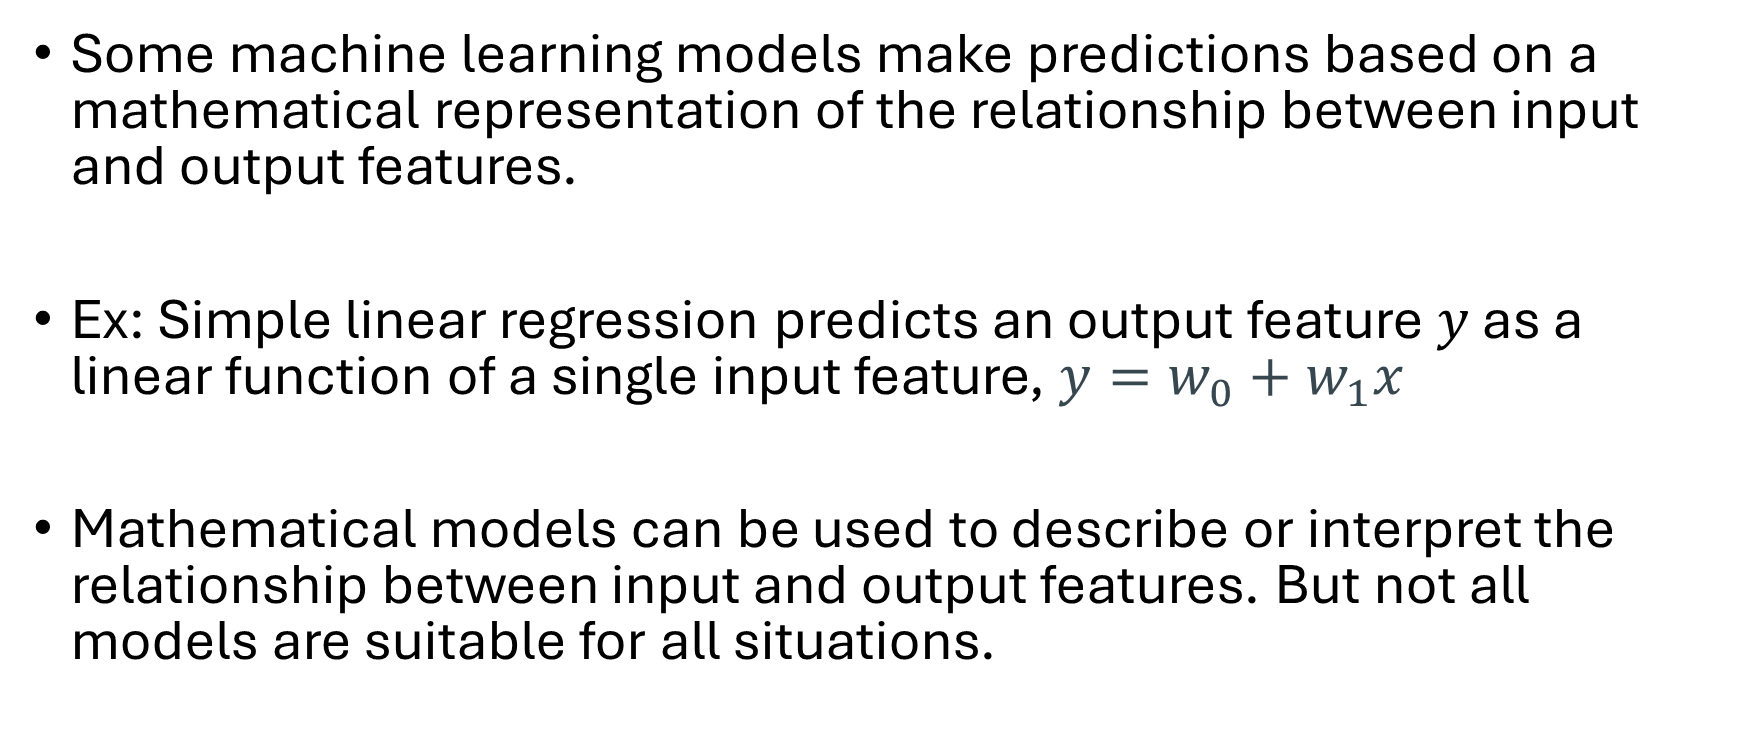 • Some machine learning models make predictions based on a
mathematical representation of the relationship between input
and output features.
• Ex: Simple linear regression predicts an output feature y as a
linear function of a single input feature, y = w₀ + w₁x
• Mathematical models can be used to describe or interpret the
relationship between input and output features. But not all
models are suitable for all situations.